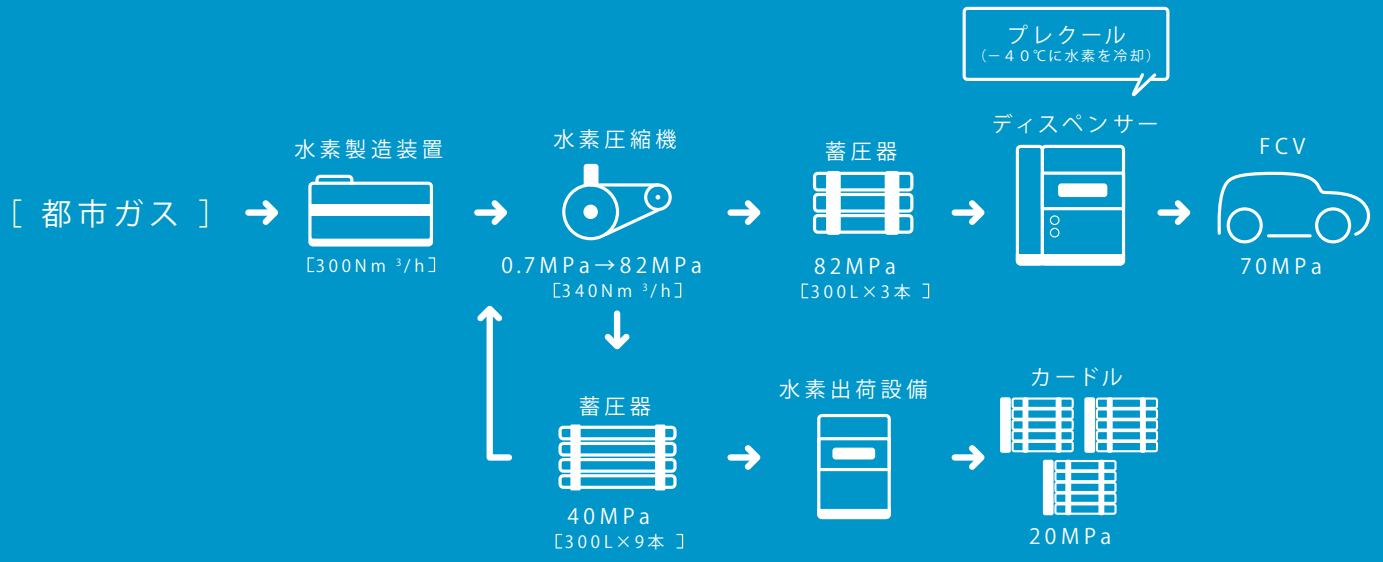 プレクール
（－40℃に水素を冷却）
ディスペンサー
水素製造装置
水素圧縮機
蓄圧器
FCV
［ 都市ガス ］
［300Nm ³/h］
0.7MPa→82MPa
［340Nm ³/h］
82MPa
［300L×3本 ］
70MPa
蓄圧器
水素出荷設備
カードル
40MPa
［300L×9本 ］
20MPa